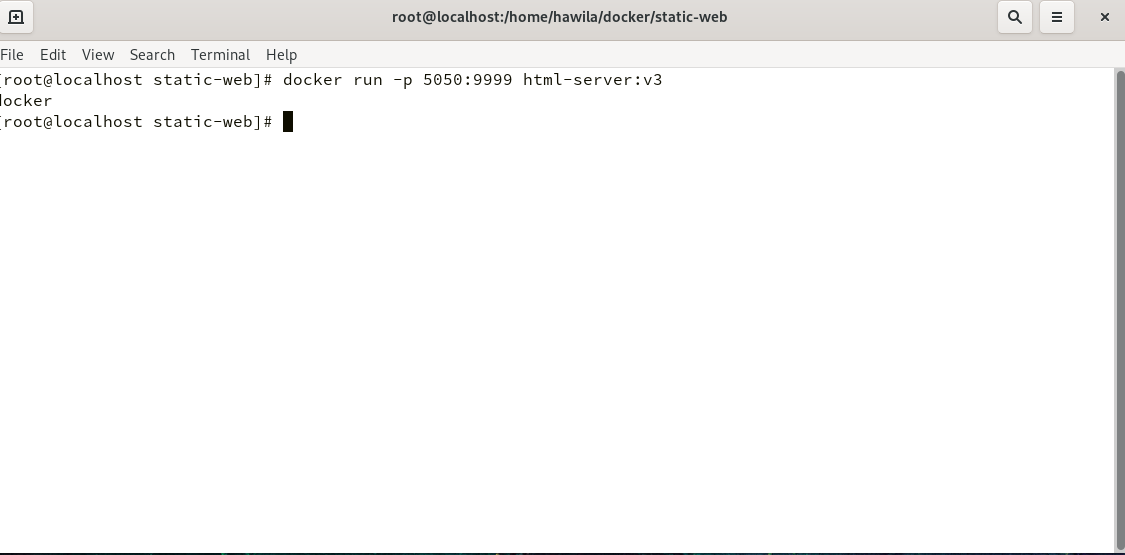 root@localhost:/home/hawila/docker/static-web
File Edit View Search Terminal Help
[root@localhost static-web]# docker run -p 5050:9999 html-server:v3
docker
[root@localhost static-web]#